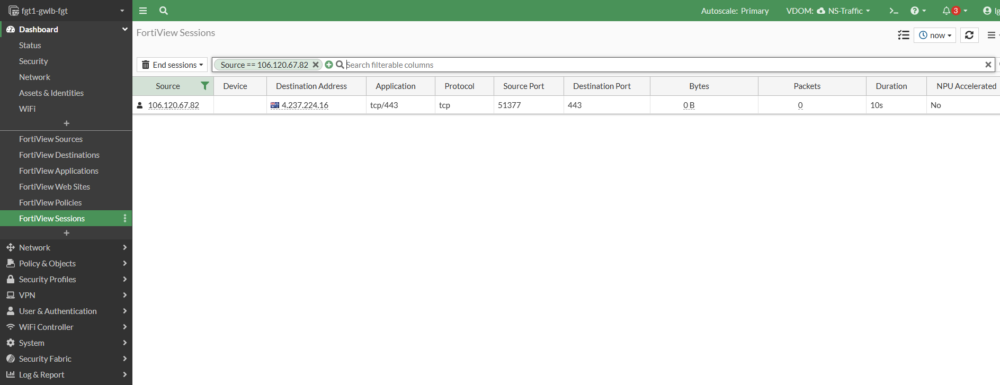 fgt1-gwlb-fgt
Autoscale: Primary
VDOM: NS-Traffic
3
Dashboard
Status
Security
Network
Assets & Identities
WiFi
+
FortiView Sources
FortiView Destinations
FortiView Applications
FortiView Web Sites
FortiView Policies
FortiView Sessions
+
Network
Policy & Objects
Security Profiles
VPN
User & Authentication
WiFi Controller
System
Security Fabric
Log & Report
FortiView Sessions
now
End sessions
Source == 106.120.67.82
Search filterable columns
Source Device Destination Address Application Protocol Source Port Destination Port Bytes Packets Duration NPU Accelerated
106.120.67.82 4.237.224.16 tcp/443 tcp 51377 443 0 B 0 10s No